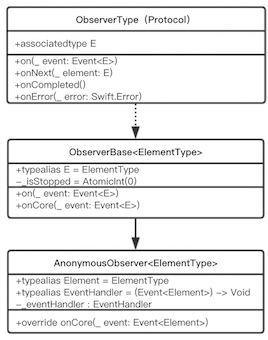 ObserverType (Protocol)
+associatedtype E
+on(_ event: Event<E>)
+onNext(_ element: E)
+onCompleted()
+onError(_ error: Swift.Error)
ObserverBase<ElementType>
+typealias E = ElementType
−_isStopped = AtomicInt(0)
+on(_ event: Event<E>)
+onCore(_ event: Event<E>)
AnonymousObserver<ElementType>
+typealias Element = ElementType
+typealias EventHandler = (Event<Element>) −> Void
−_eventHandler : EventHandler
+override onCore(_ event: Event<Element>)